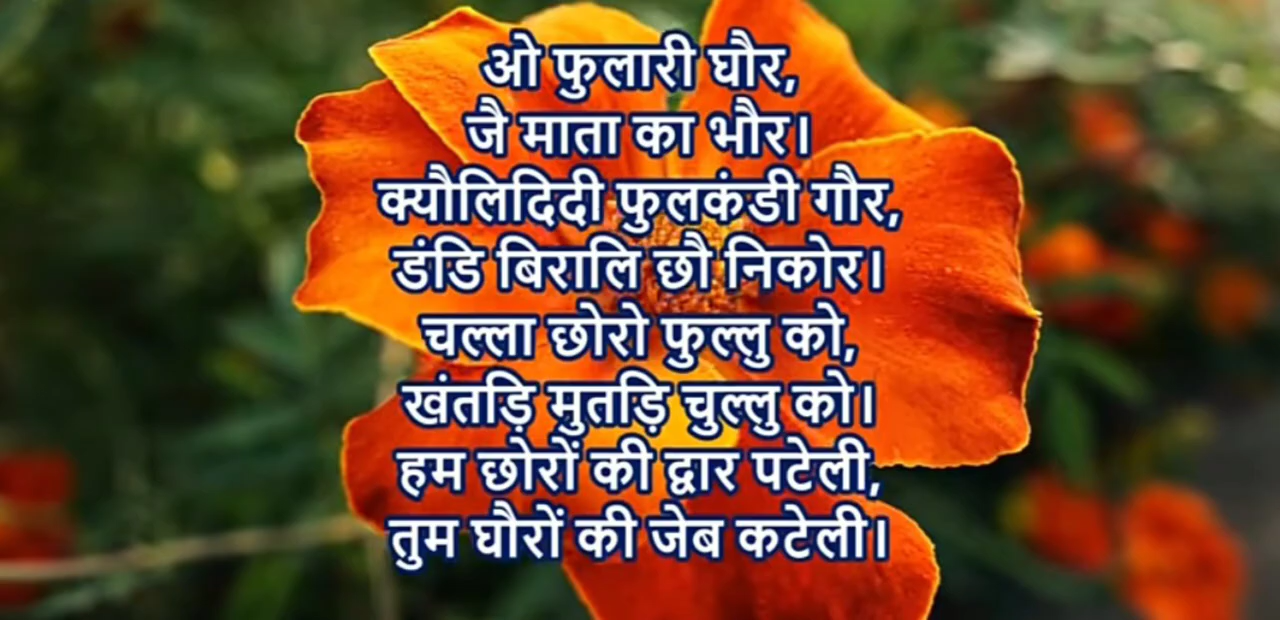 ओ फुलारी घौर,
जै माता का भौर।
क्यौलिदिदी फुलकंडी गौर,
डंडि बिरालि छौ निकोर।
चल्ला छोरो फुल्लु को,
खंतड़ि मुतड़ि चुल्लु को।
हम छोरों की द्वार पटेली,
तुम घौरों की जेब कटेली।